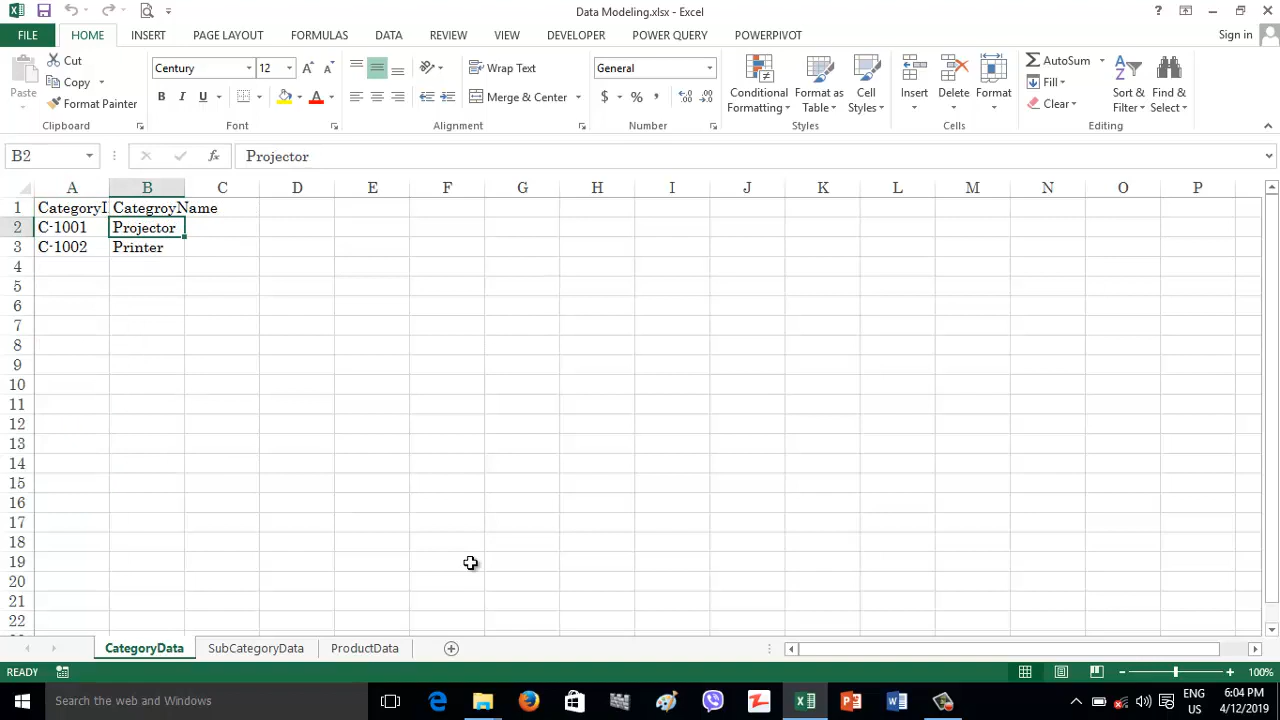 Data Modeling.xlsx - Excel
?
FILE HOME INSERT PAGE LAYOUT FORMULAS DATA REVIEW VIEW DEVELOPER POWER QUERY POWERPIVOT Sign in
Paste Cut Copy Format Painter
Century 12 A A
B I U A
Wrap Text
Merge & Center
General
$ % ,
Conditional Formatting Format as Table Cell Styles
Insert Delete Format
AutoSum Fill Clear
Sort & Filter Find & Select
Clipboard Font Alignment Number Styles Cells Editing
B2 fx Projector
A B C D E F G H I J K L M N O P
1 CategoryI CategroyName
2 C-1001 Projector
3 C-1002 Printer
4
5
6
7
8
9
10
11
12
13
14
15
16
17
18
19
20
21
22
CategoryData SubCategoryData ProductData
READY 100%
Search the web and Windows
ENG 6:04 PM
US 4/12/2019